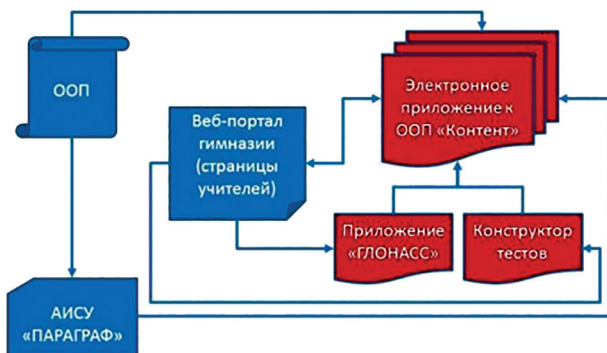 ООП
Электронное
приложение к
ООП «Контент»
Веб-портал
гимназии
(страницы
учителей)
Приложение
«ГЛОНАСС»
Конструктор
тестов
АИСУ
«ПАРАГРАФ»